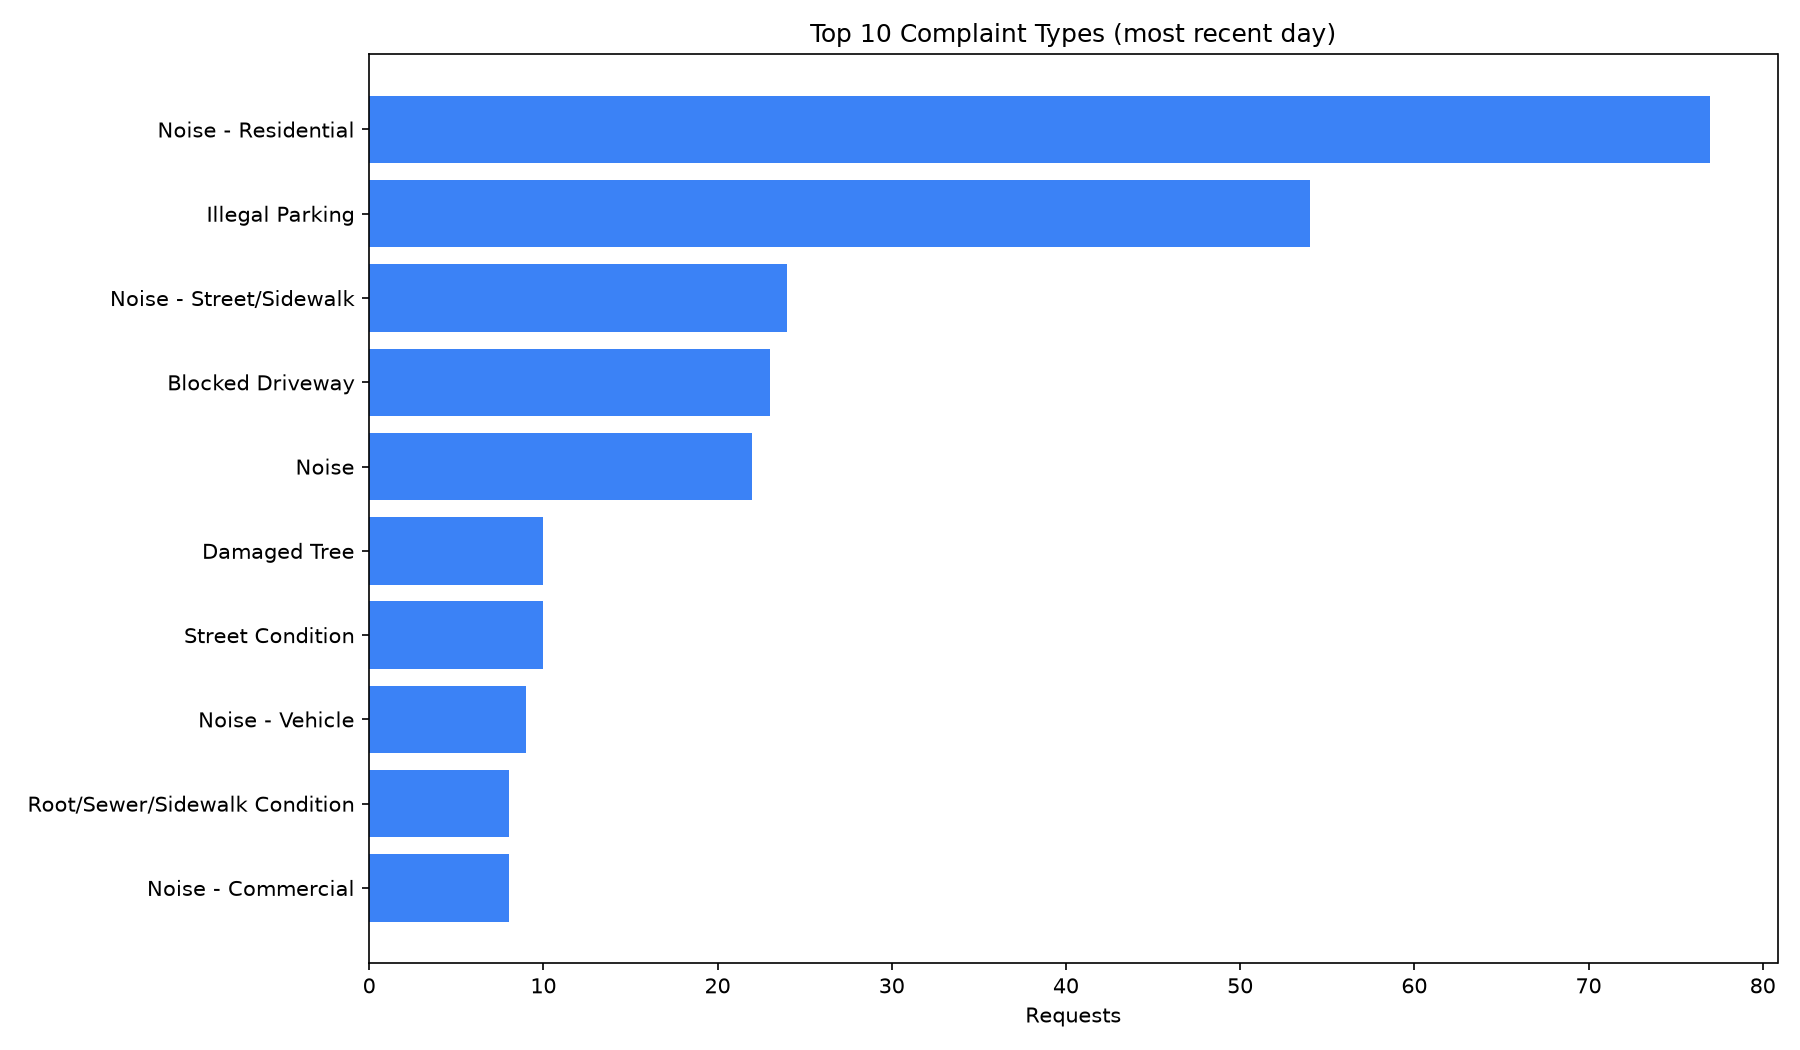 Top 10 Complaint Types (most recent day)
Noise - Residential
Illegal Parking
Noise - Street/Sidewalk
Blocked Driveway
Noise
Damaged Tree
Street Condition
Noise - Vehicle
Root/Sewer/Sidewalk Condition
Noise - Commercial
0 10 20 30 40 50 60 70 80
Requests